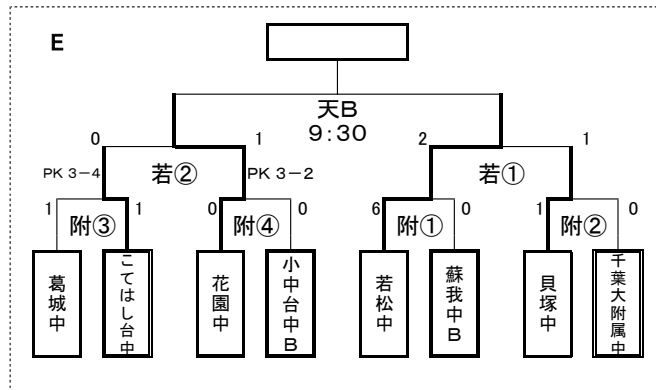 E
天B
9:30
0
1
2
1
PK 3-4
若②
PK 3-2
若①
1
附③
1
0
附④
0
6
附①
0
1
附②
0
葛城中
こてはし台中
花園中
小中台中B
若松中
蘇我中B
貝塚中
千葉大附属中